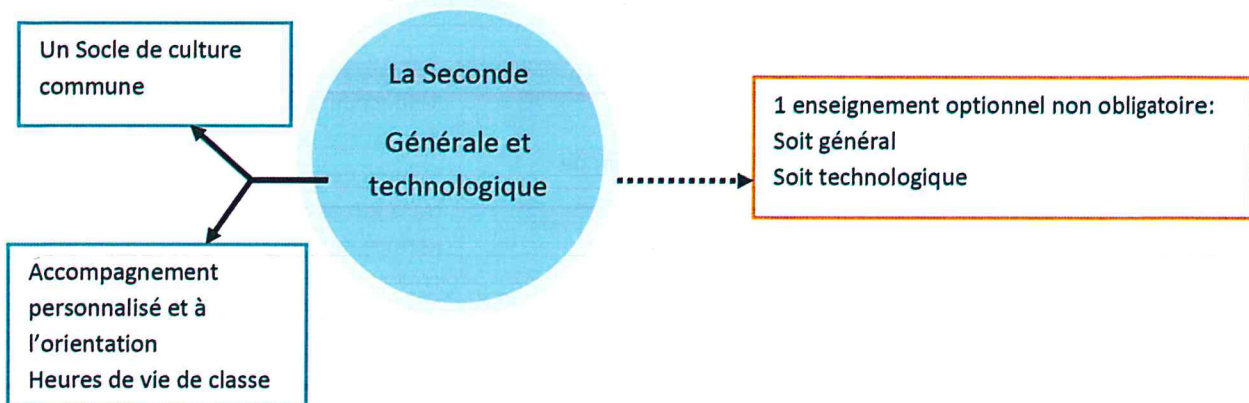 Un Socle de culture
commune
La Seconde
Générale et
technologique
1 enseignement optionnel non obligatoire:
Soit général
Soit technologique
Accompagnement
personnalisé et à
l'orientation
Heures de vie de classe